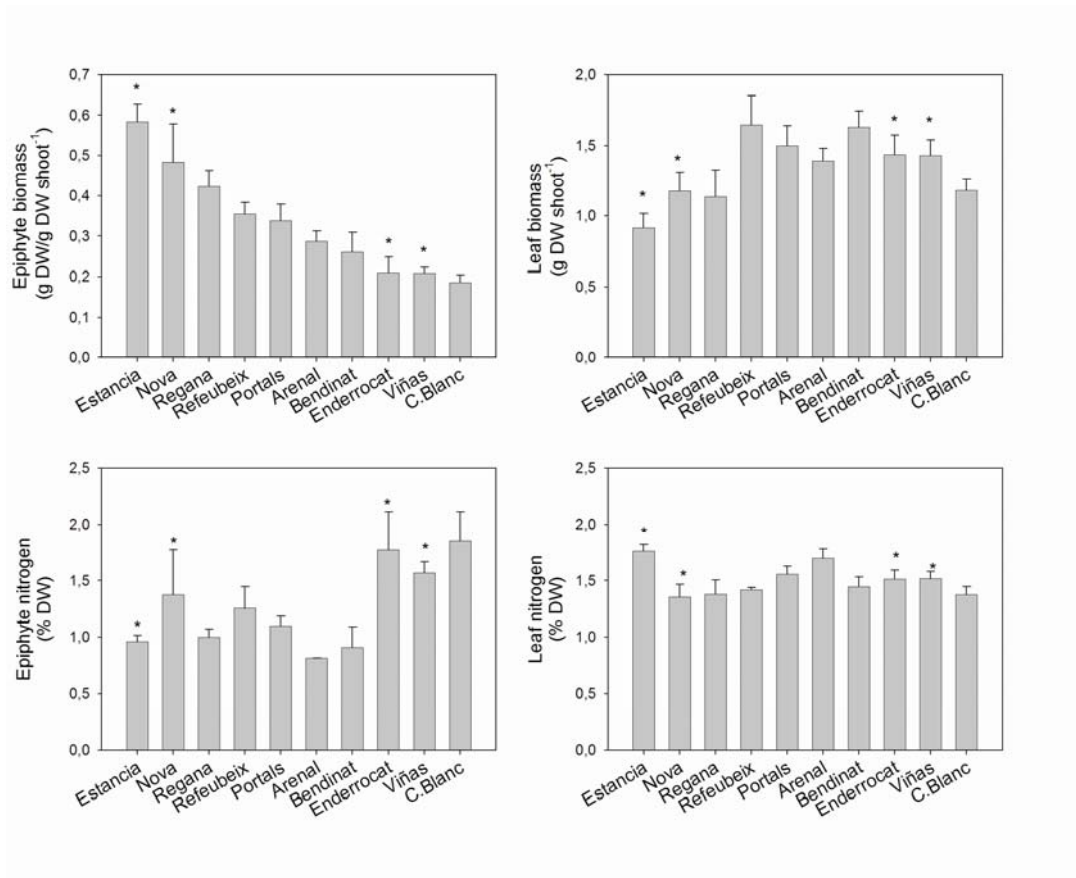 Epiphyte biomass
(g DW/g DW shoot⁻¹)
0,7
0,6
0,5
0,4
0,3
0,2
0,1
0,0
* * * *
Estancia
Nova
Regana
Refeubeix
Portals
Arenal
Bendinat
Enderrocat
Viñas
C.Blanc
Leaf biomass
(g DW shoot⁻¹)
2,0
1,5
1,0
0,5
0,0
* * * *
Estancia
Nova
Regana
Refeubeix
Portals
Arenal
Bendinat
Enderrocat
Viñas
C.Blanc
Epiphyte nitrogen
(% DW)
2,5
2,0
1,5
1,0
0,5
0,0
* * * *
Estancia
Nova
Regana
Refeubeix
Portals
Arenal
Bendinat
Enderrocat
Viñas
C.Blanc
Leaf nitrogen
(% DW)
2,5
2,0
1,5
1,0
0,5
0,0
* * * *
Estancia
Nova
Regana
Refeubeix
Portals
Arenal
Bendinat
Enderrocat
Viñas
C.Blanc